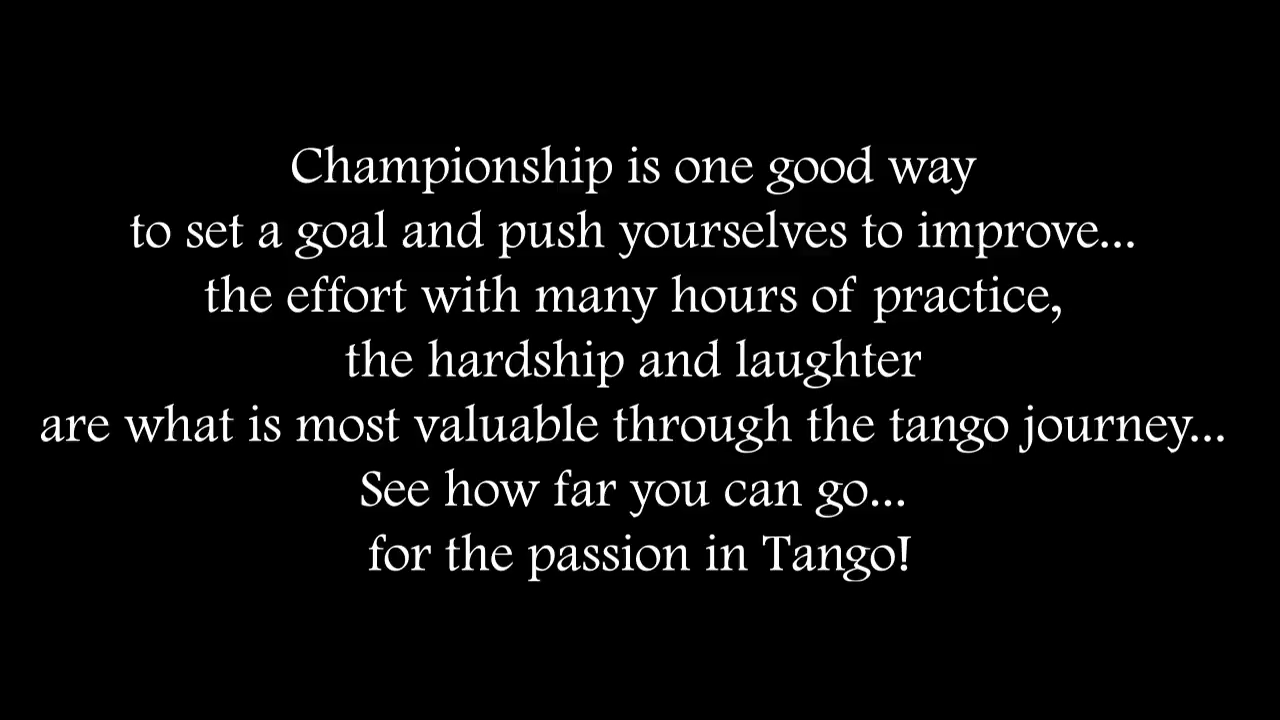 Championship is one good way
to set a goal and push yourselves to improve...
the effort with many hours of practice,
the hardship and laughter
are what is most valuable through the tango journey...
See how far you can go...
for the passion in Tango!